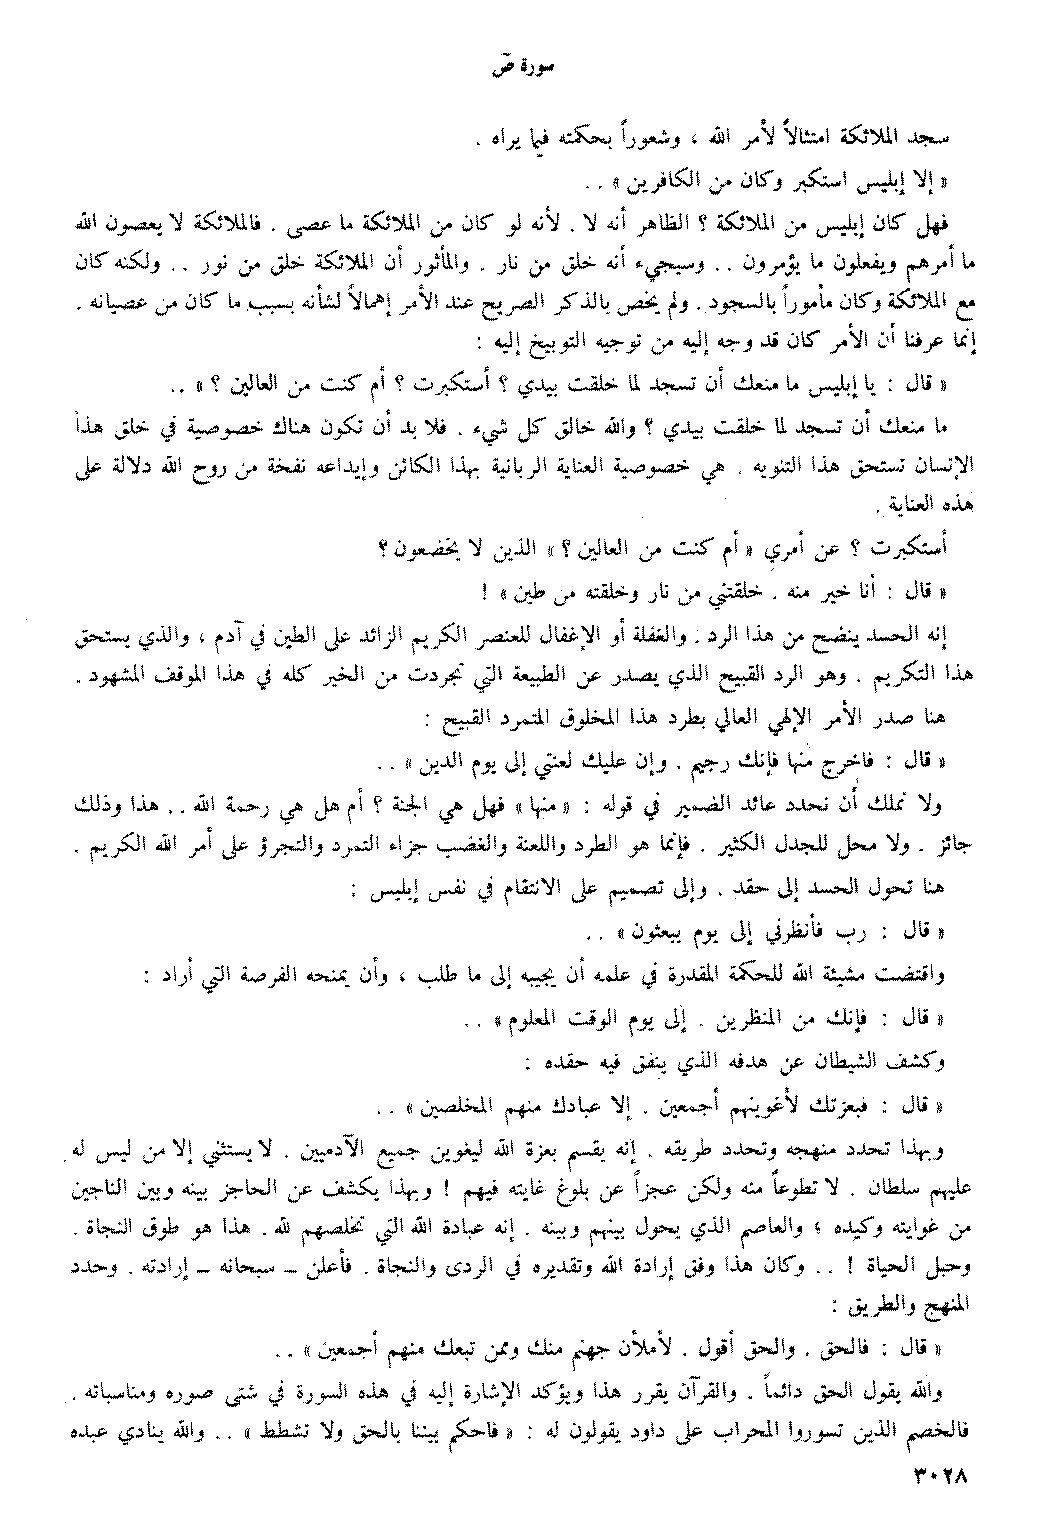 سورة صٓ
سجد الملائكة امتثالاً لأمر الله ، وشعوراً بحكمته فيما يراه .
« إلا إبليس استكبر وكان من الكافرين » . .
فهل كان إبليس من الملائكة ؟ الظاهر أنه لا . لأنه لو كان من الملائكة ما عصى . فالملائكة لا يعصون الله
ما أمرهم ويفعلون ما يؤمرون . . وسيجيء أنه خلق من نار . والمأثور أن الملائكة خلق من نور . . ولكنه كان
مع الملائكة وكان مأموراً بالسجود . ولم يخص بالذكر الصريح عند الأمر إهمالاً لشأنه بسبب ما كان من عصيانه .
إنما عرفنا أن الأمر كان قد وجه إليه من توجيه التوبيخ إليه :
« قال : يا إبليس ما منعك أن تسجد لما خلقت بيدي ؟ أستكبرت ؟ أم كنت من العالين ؟ » . .
ما منعك أن تسجد لما خلقت بيدي ؟ والله خالق كل شيء . فلا بد أن تكون هناك خصوصية في خلق هذا
الإنسان تستحق هذا التنويه . هي خصوصية العناية الربانية بهذا الكائن وإيداعه نفخة من روح الله دلالة على
هذه العناية .
أستكبرت ؟ عن أمري « أم كنت من العالين ؟ » الذين لا يخضعون ؟
« قال : أنا خير منه . خلقتني من نار وخلقته من طين » !
إنه الحسد ينضح من هذا الرد . والغفلة أو الإغفال للعنصر الكريم الزائد على الطين في آدم ، والذي يستحق
هذا التكريم . وهو الرد القبيح الذي يصدر عن الطبيعة التي تجردت من الخير كله في هذا الموقف المشهود .
هنا صدر الأمر الإلهي العالي بطرد هذا المخلوق المتمرد القبيح :
« قال : فاخرج منها فإنك رجيم . وإن عليك لعنتي إلى يوم الدين » . .
ولا نملك أن نحدد عائد الضمير في قوله : « منها » فهل هي الجنة ؟ أم هل هي رحمة الله . . هذا وذلك
جائز . ولا محل للجدل الكثير . فإنما هو الطرد واللعنة والغضب جزاء التمرد والتجرؤ على أمر الله الكريم .
هنا تحول الحسد إلى حقد . وإلى تصميم على الانتقام في نفس إبليس :
« قال : رب فأنظرني إلى يوم يبعثون » . .
واقتضت مشيئة الله للحكمة المقدرة في علمه أن يجيبه إلى ما طلب ، وأن يمنحه الفرصة التي أراد :
« قال : فإنك من المنظرين . إلى يوم الوقت المعلوم » . .
وكشف الشيطان عن هدفه الذي ينفق فيه حقده :
« قال : فبعزتك لأغوينهم أجمعين . إلا عبادك منهم المخلصين » . .
وبهذا تحدد منهجه وتحدد طريقه . إنه يقسم بعزة الله ليغوين جميع الآدميين . لا يستثني إلا من ليس له
عليهم سلطان . لا تطوعاً منه ولكن عجزاً عن بلوغ غايته فيهم ! وبهذا يكشف عن الحاجز بينه وبين الناجين
من غوايته وكيده ؛ والعاصم الذي يحول بينهم وبينه . إنه عبادة الله التي تخلصهم لله . هذا هو طوق النجاة .
وحبل الحياة ! . . وكان هذا وفق إرادة الله وتقديره في الردى والنجاة . فأعلن – سبحانه – إرادته . وحدد
المنهج والطريق :
« قال : فالحق . والحق أقول . لأملأن جهنم منك وممن تبعك منهم أجمعين » . .
والله يقول الحق دائماً . والقرآن يقرر هذا ويؤكد الإشارة إليه في هذه السورة في شتى صوره ومناسباته .
فالخصم الذين تسوروا المحراب على داود يقولون له : « فاحكم بيننا بالحق ولا تشطط » . . والله ينادي عبده
٣٠٢٨